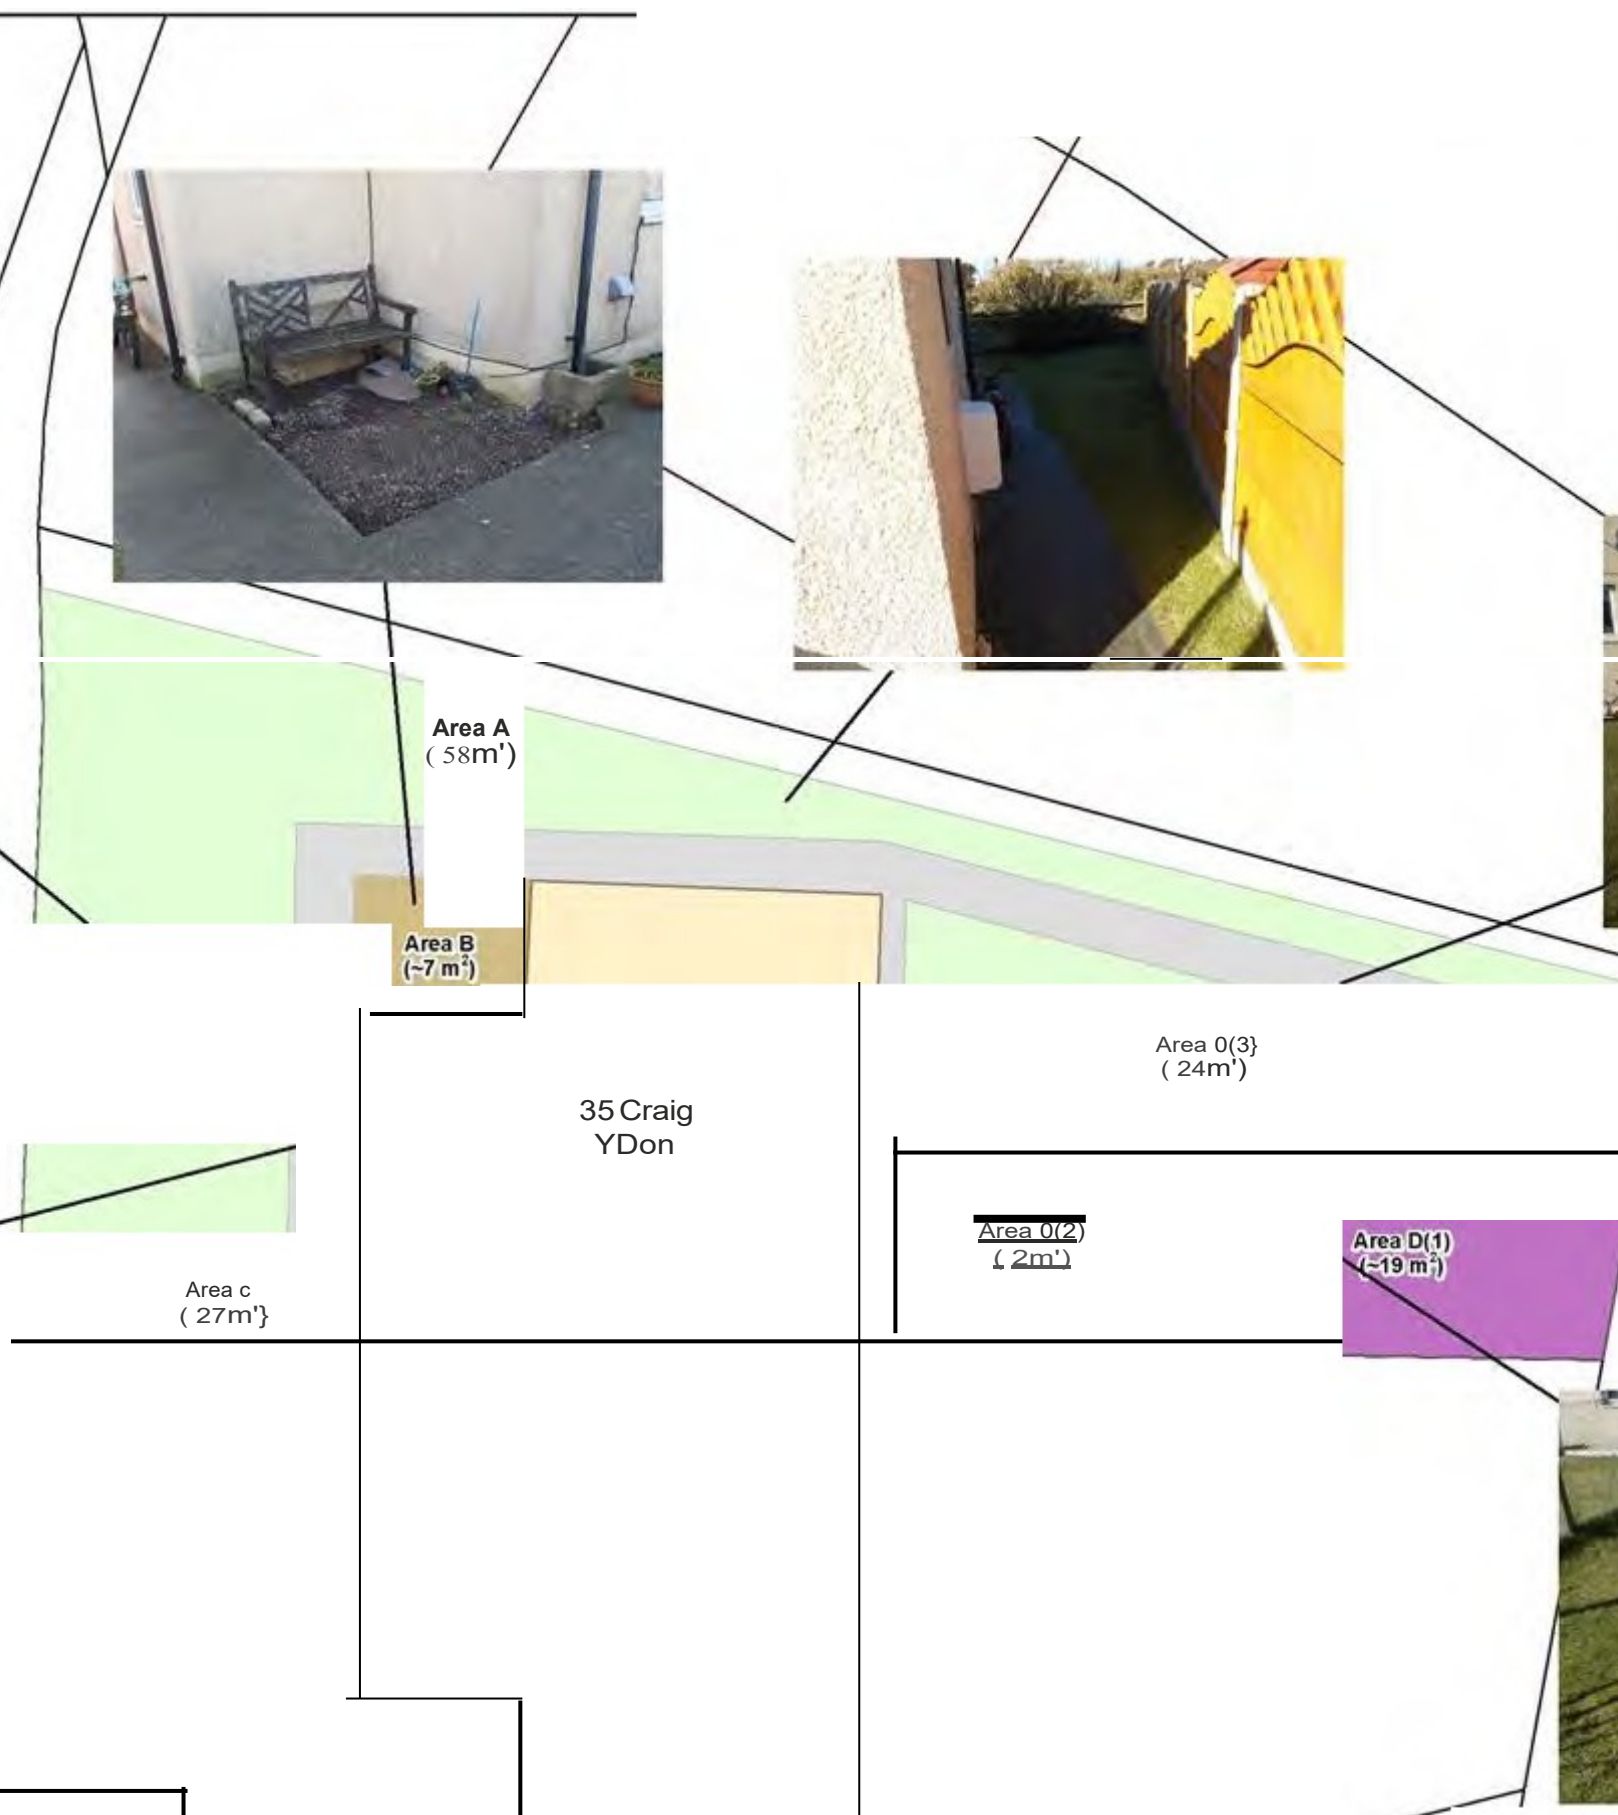 Area A
( 58m')
Area B
(~7 m²)
Area 0(3}
( 24m')
35 Craig
YDon
Area 0(2)
( 2m')
Area D(1)
(~19 m²)
Area c
( 27m'}